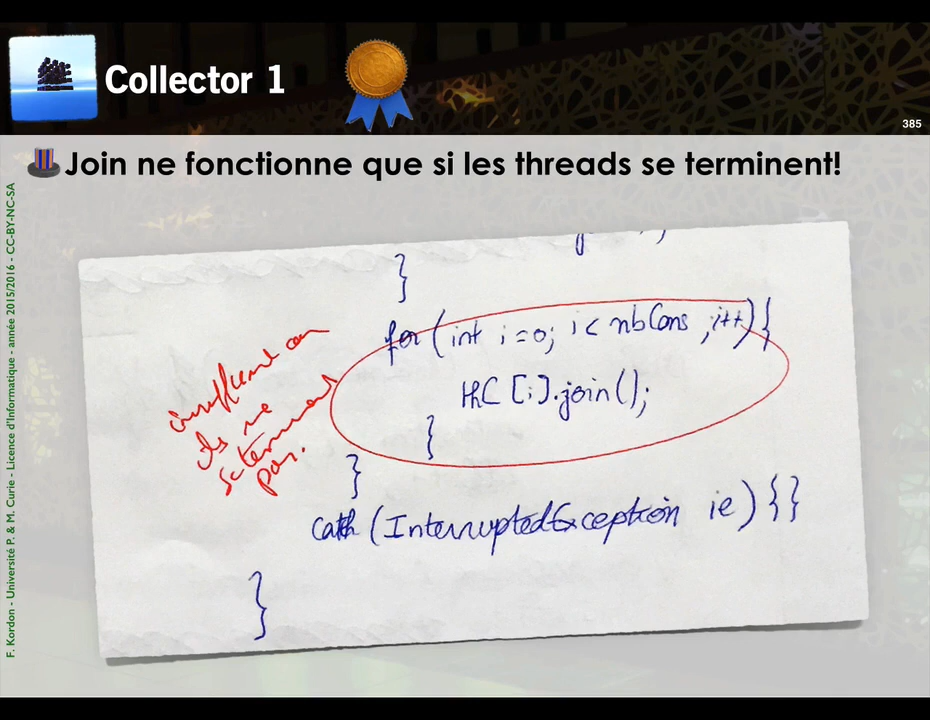 Collector 1
385
Join ne fonctionne que si les threads se terminent!
F. Kordon - Université P. & M. Curie - Licence d'Informatique - année 2015/2016 - CC-BY-NC-SA
}
for (int i=0; i < nbCons ; i++) {
thC [i].join();
}
insuffisant car
ils ne
se terminent
pas.
}
catch (InterruptedException ie) {}
}